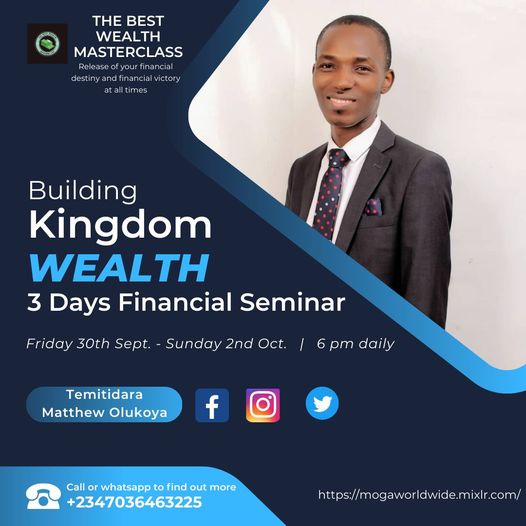 THE BEST
WEALTH
MASTERCLASS
Release of your financial
destiny and financial victory
at all times
Building
Kingdom
WEALTH
3 Days Financial Seminar
Friday 30th Sept. - Sunday 2nd Oct. | 6 pm daily
Temitidara
Matthew Olukoya
Call or whatsapp to find out more
+2347036463225
https://mogaworldwide.mixlr.com/